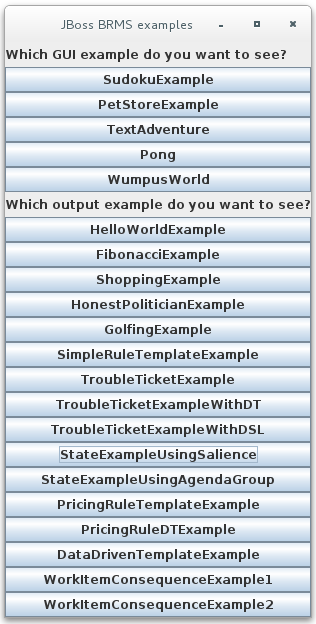 JBoss BRMS examples
Which GUI example do you want to see?
SudokuExample
PetStoreExample
TextAdventure
Pong
WumpusWorld
Which output example do you want to see?
HelloWorldExample
FibonacciExample
ShoppingExample
HonestPoliticianExample
GolfingExample
SimpleRuleTemplateExample
TroubleTicketExample
TroubleTicketExampleWithDT
TroubleTicketExampleWithDSL
StateExampleUsingSalience
StateExampleUsingAgendaGroup
PricingRuleTemplateExample
PricingRuleDTExample
DataDrivenTemplateExample
WorkItemConsequenceExample1
WorkItemConsequenceExample2